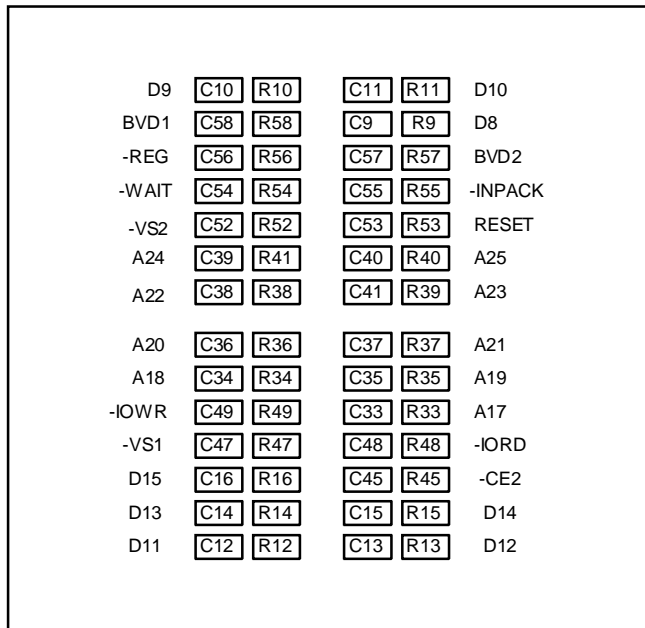 D9 C10 R10 C11 R11 D10
BVD1 C58 R58 C9 R9 D8
-REG C56 R56 C57 R57 BVD2
-WAIT C54 R54 C55 R55 -INPACK
-VS2 C52 R52 C53 R53 RESET
A24 C39 R41 C40 R40 A25
A22 C38 R38 C41 R39 A23
A20 C36 R36 C37 R37 A21
A18 C34 R34 C35 R35 A19
-IOWR C49 R49 C33 R33 A17
-VS1 C47 R47 C48 R48 -IORD
D15 C16 R16 C45 R45 -CE2
D13 C14 R14 C15 R15 D14
D11 C12 R12 C13 R13 D12